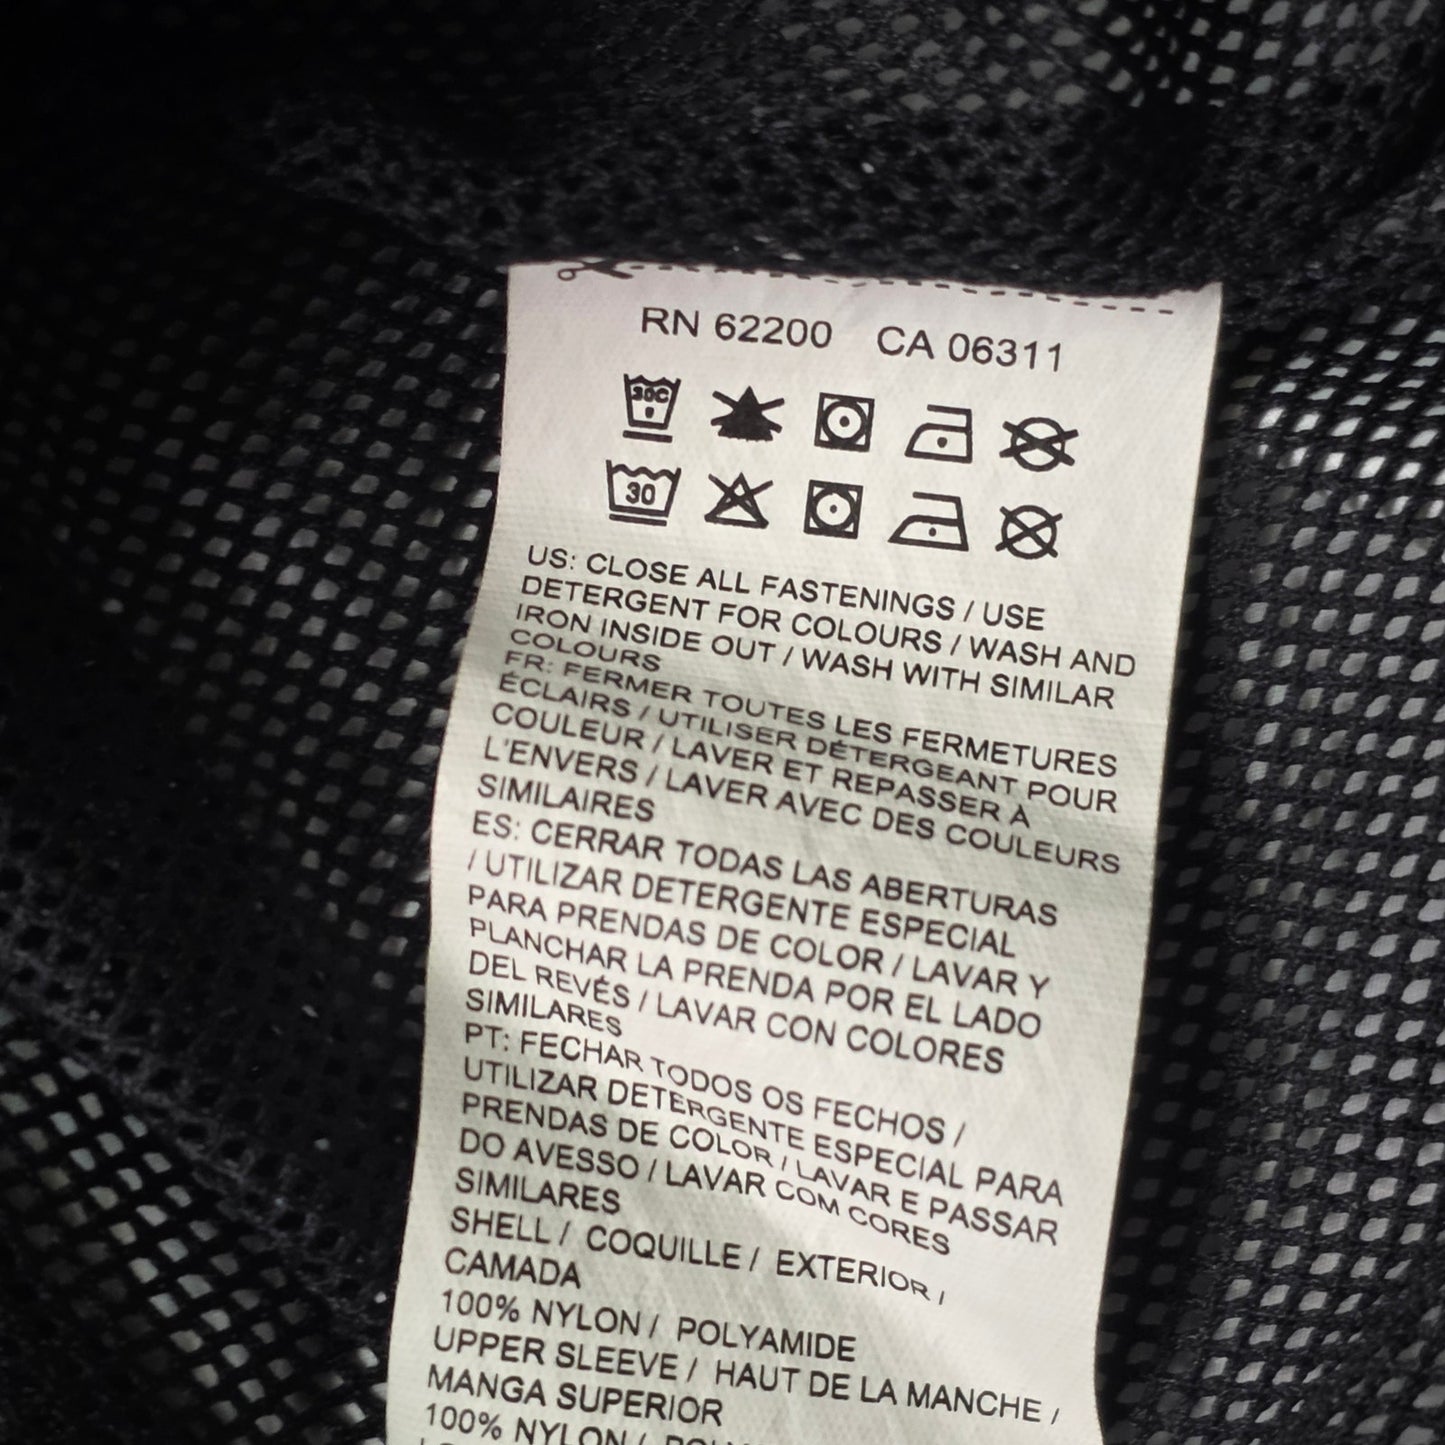 RN 62200 CA 06311
30C
30
US: CLOSE ALL FASTENINGS / USE
DETERGENT FOR COLOURS / WASH AND
IRON INSIDE OUT / WASH WITH SIMILAR
COLOURS
FR: FERMER TOUTES LES FERMETURES
ÉCLAIRS / UTILISER DÉTERGEANT POUR
COULEUR / LAVER ET REPASSER À
L'ENVERS / LAVER AVEC DES COULEURS
SIMILAIRES
ES: CERRAR TODAS LAS ABERTURAS
/ UTILIZAR DETERGENTE ESPECIAL
PARA PRENDAS DE COLOR / LAVAR Y
PLANCHAR LA PRENDA POR EL LADO
DEL REVÉS / LAVAR CON COLORES
SIMILARES
PT: FECHAR TODOS OS FECHOS /
UTILIZAR DETERGENTE ESPECIAL PARA
PRENDAS DE COLOR / LAVAR E PASSAR
DO AVESSO / LAVAR COM CORES
SIMILARES
SHELL / COQUILLE / EXTERIOR /
CAMADA
100% NYLON / POLYAMIDE
UPPER SLEEVE / HAUT DE LA MANCHE /
MANGA SUPERIOR
100% NYLON /